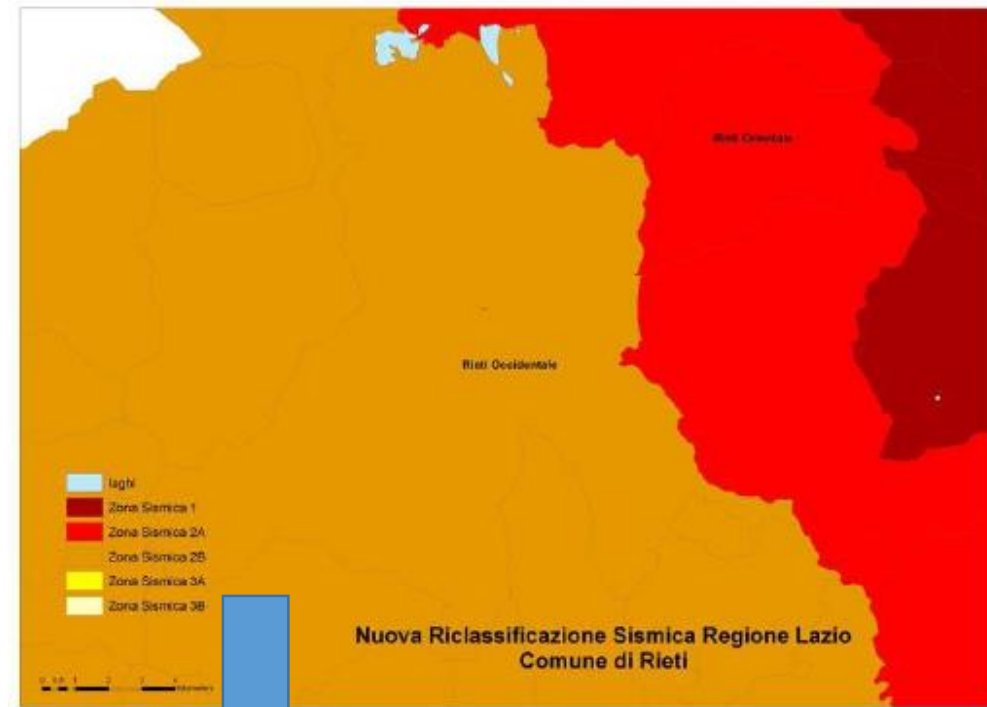 Rieti Orientale
Rieti Occidentale
laghi
Zona Sismica 1
Zona Sismica 2A
Zona Sismica 2B
Zona Sismica 3A
Zona Sismica 3B
Nuova Riclassificazione Sismica Regione Lazio
Comune di Rieti